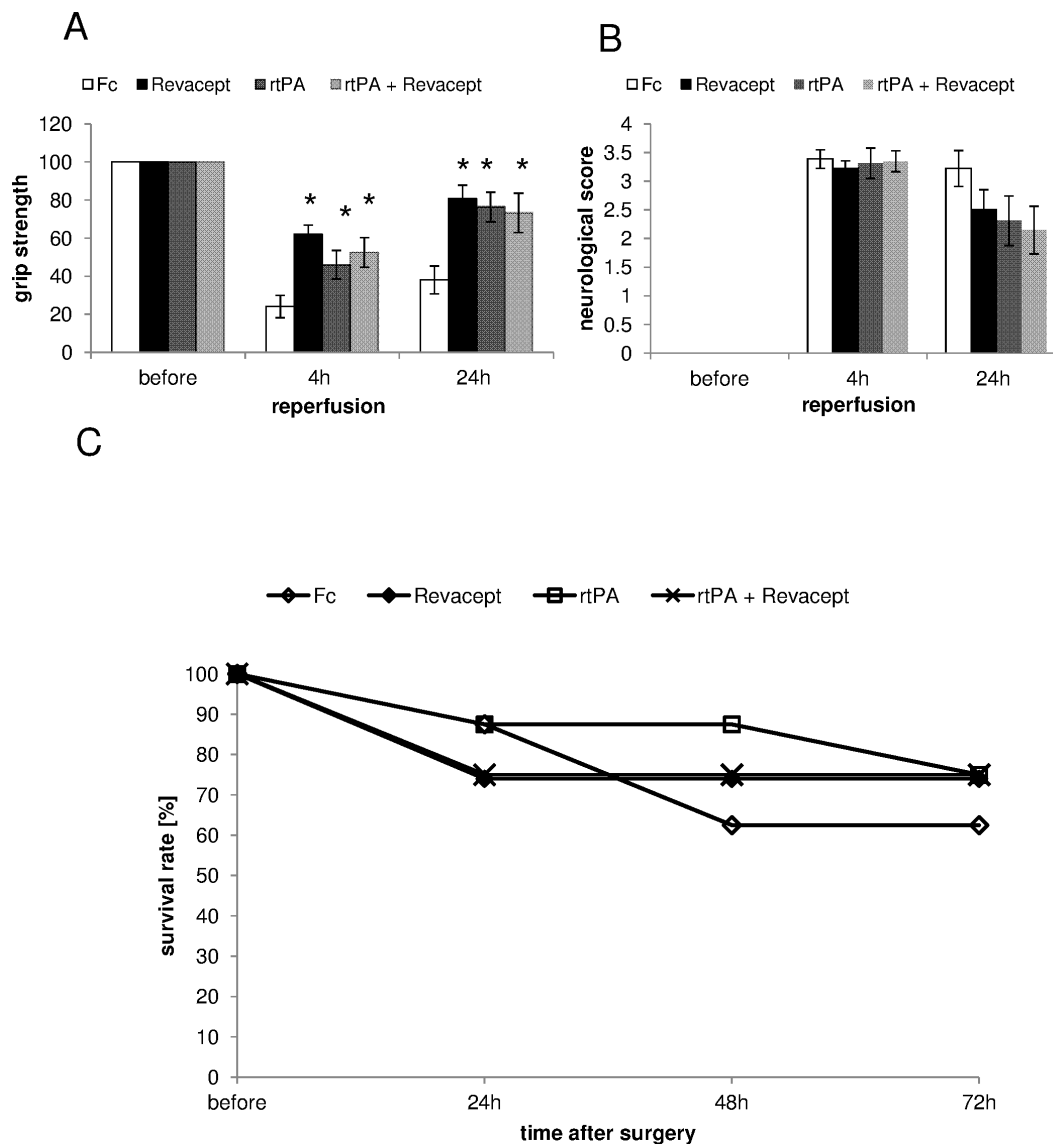 A
Fc Revacept rtPA rtPA + Revacept
120
100
80
60
40
20
0
grip strength
* * *
* * *
before 4h 24h
reperfusion
B
Fc Revacept rtPA rtPA + Revacept
4
3.5
3
2.5
2
1.5
1
0.5
0
neurological score
before 4h 24h
reperfusion
C
Fc Revacept rtPA rtPA + Revacept
100
90
80
70
60
50
40
30
20
10
0
survival rate [%]
before 24h 48h 72h
time after surgery